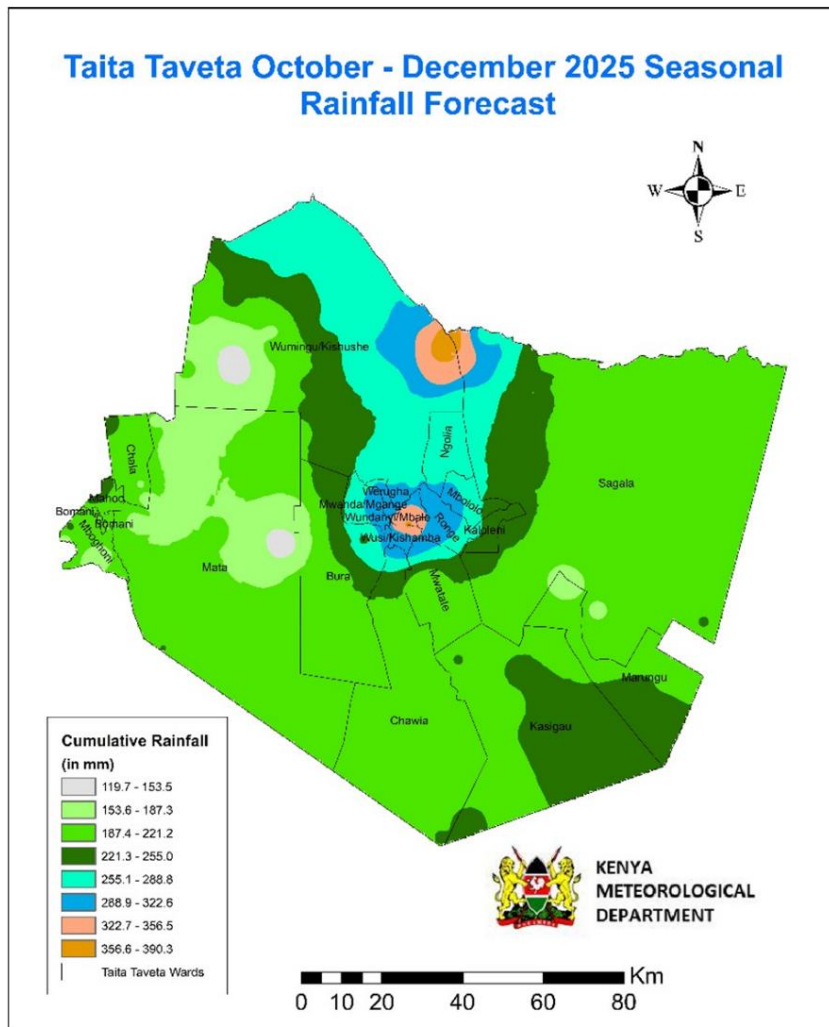 Taita Taveta October - December 2025 Seasonal
Rainfall Forecast
N
W E
S
Wumingu/Kishushe
Chala
Ngolia
Sagala
Werugha
Mahoo
Mwanda/Mgange
Mbololo
Bomani
Wundanyi/Mbale
Ronge
Kaloleni
Bomani
Wusi/Kishamba
Mboghoni
Mata
Bura
Mwatate
Marungu
Chawia
Kasigau
Cumulative Rainfall
(in mm)
119.7 - 153.5
153.6 - 187.3
187.4 - 221.2
221.3 - 255.0
255.1 - 288.8
288.9 - 322.6
322.7 - 356.5
356.6 - 390.3
Taita Taveta Wards
KENYA
METEOROLOGICAL
DEPARTMENT
Km
0 10 20 40 60 80